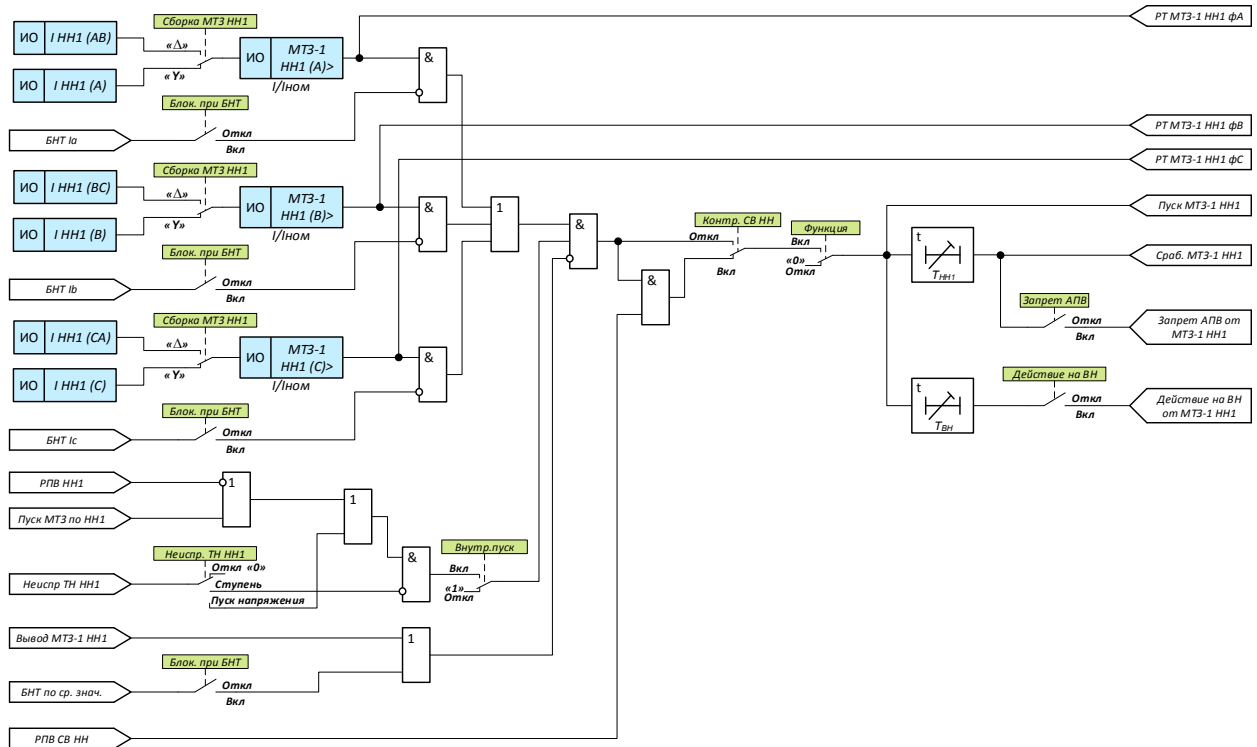 Сборка МТЗ НН1
РТ МТЗ-1 НН1 фА
ИО I НН1 (АВ)
«Δ»
ИО МТЗ-1
НН1 (А)>
I/Iном
&
ИО I НН1 (А)
«Y»
Блок. при БНТ
БНТ Ia
Откл
Вкл
РТ МТЗ-1 НН1 фВ
РТ МТЗ-1 НН1 фС
Сборка МТЗ НН1
ИО I НН1 (ВС)
«Δ»
ИО МТЗ-1
НН1 (В)>
I/Iном
&
1
&
ИО I НН1 (В)
«Y»
Контр. СВ НН
Откл
Вкл
Функция
Вкл
«0»
Откл
Пуск МТЗ-1 НН1
t
TНН1
Сраб. МТЗ-1 НН1
Блок. при БНТ
БНТ Ib
Откл
Вкл
&
Запрет АПВ
Откл
Вкл
Запрет АПВ от
МТЗ-1 НН1
Сборка МТЗ НН1
ИО I НН1 (СА)
«Δ»
ИО МТЗ-1
НН1 (С)>
I/Iном
&
ИО I НН1 (С)
«Y»
t
TВН
Действие на ВН
Откл
Вкл
Действие на ВН
от МТЗ-1 НН1
Блок. при БНТ
БНТ Ic
Откл
Вкл
РПВ НН1
1
Пуск МТЗ по НН1
1
Неиспр. ТН НН1
Откл «0»
Неиспр ТН НН1
Ступень
Пуск напряжения
&
Внутр.пуск
Вкл
«1»
Откл
Вывод МТЗ-1 НН1
1
Блок. при БНТ
БНТ по ср. знач.
Откл
Вкл
РПВ СВ НН